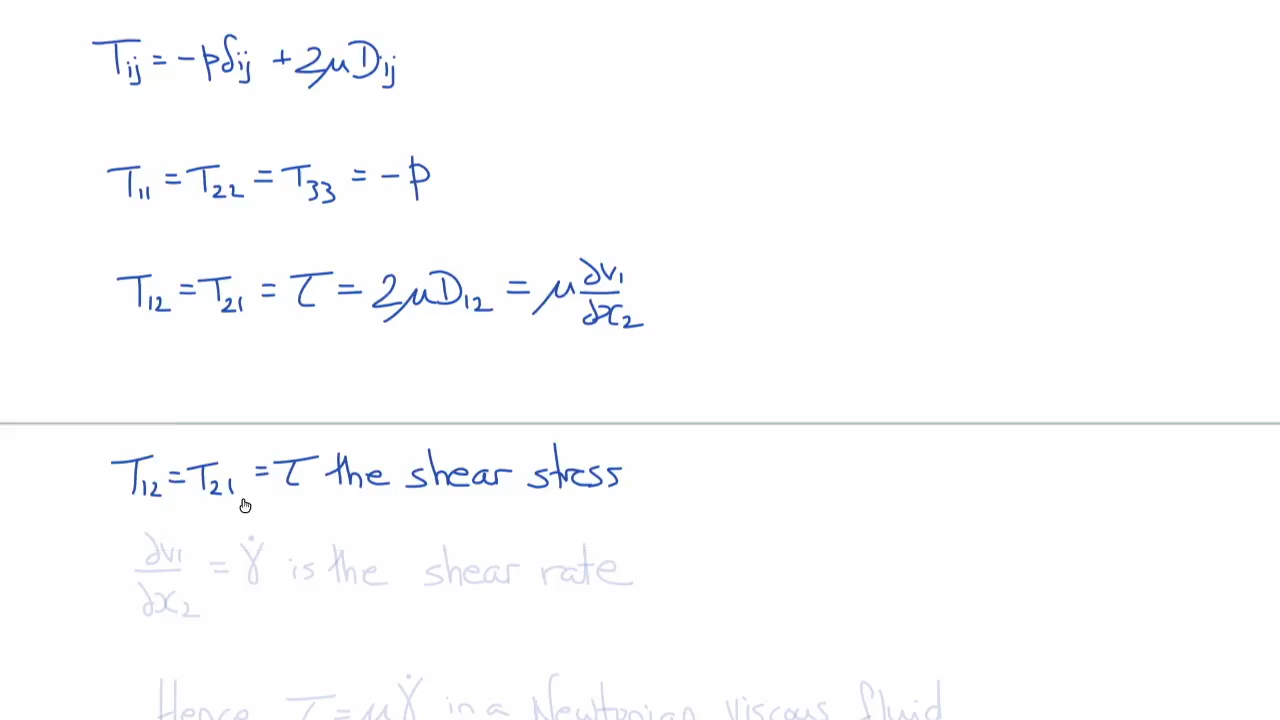 Tij = -pδij + 2μDij
T11 = T22 = T33 = -p
T12 = T21 = τ = 2μD12 = μ ∂v1/∂x2
T12 = T21 = τ the shear stress
∂v1/∂x2 = γ̇ is the shear rate
Hence τ = μγ̇ in a Newtonian viscous fluid